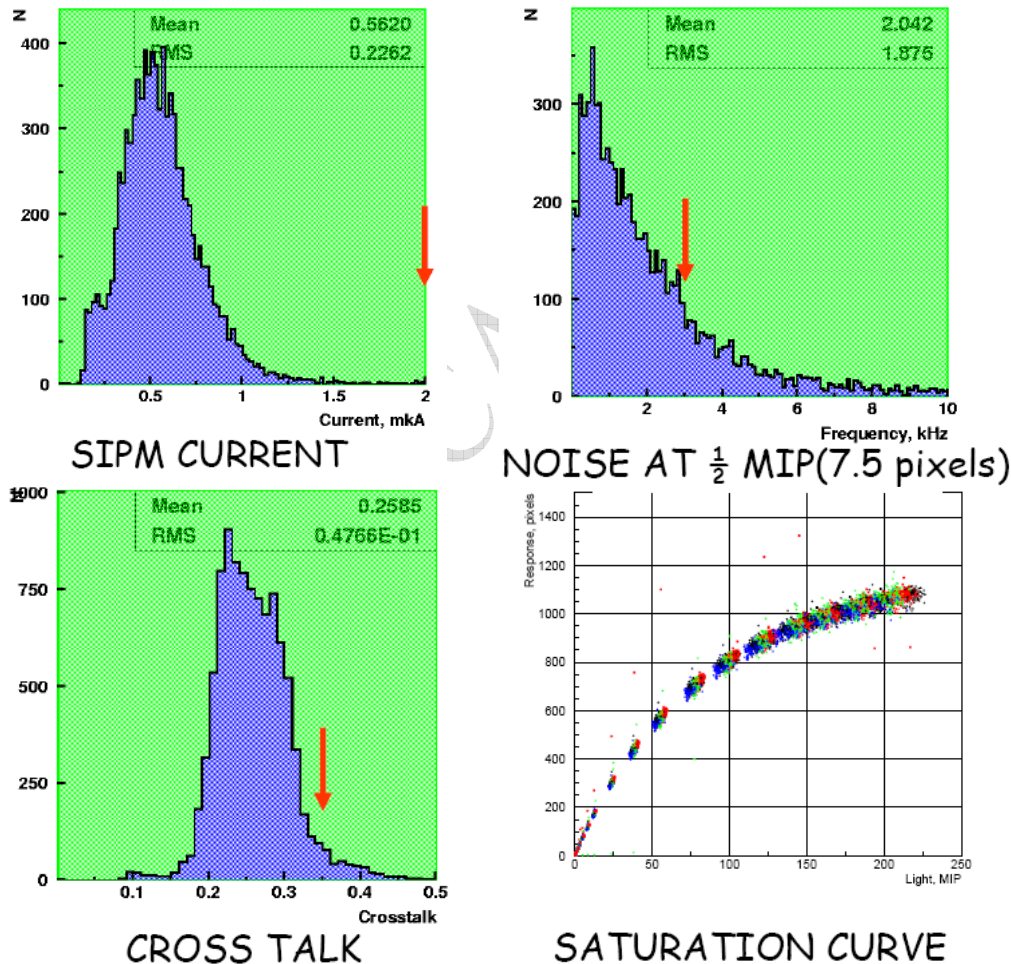 N
Mean 0.5620
RMS 0.2262
400
300
200
100
0
0.5 1 1.5 2
Current, mkA
SIPM CURRENT
N
Mean 2.042
RMS 1.875
300
200
100
0
2 4 6 8 10
Frequency, kHz
NOISE AT ½ MIP(7.5 pixels)
1000
Mean 0.2585
RMS 0.4766E-01
750
500
250
0
0.1 0.2 0.3 0.4 0.5
Crosstalk
CROSS TALK
Response, pixels
1400
1200
1000
800
600
400
200
0
0 50 100 150 200 250
Light, MIP
SATURATION CURVE